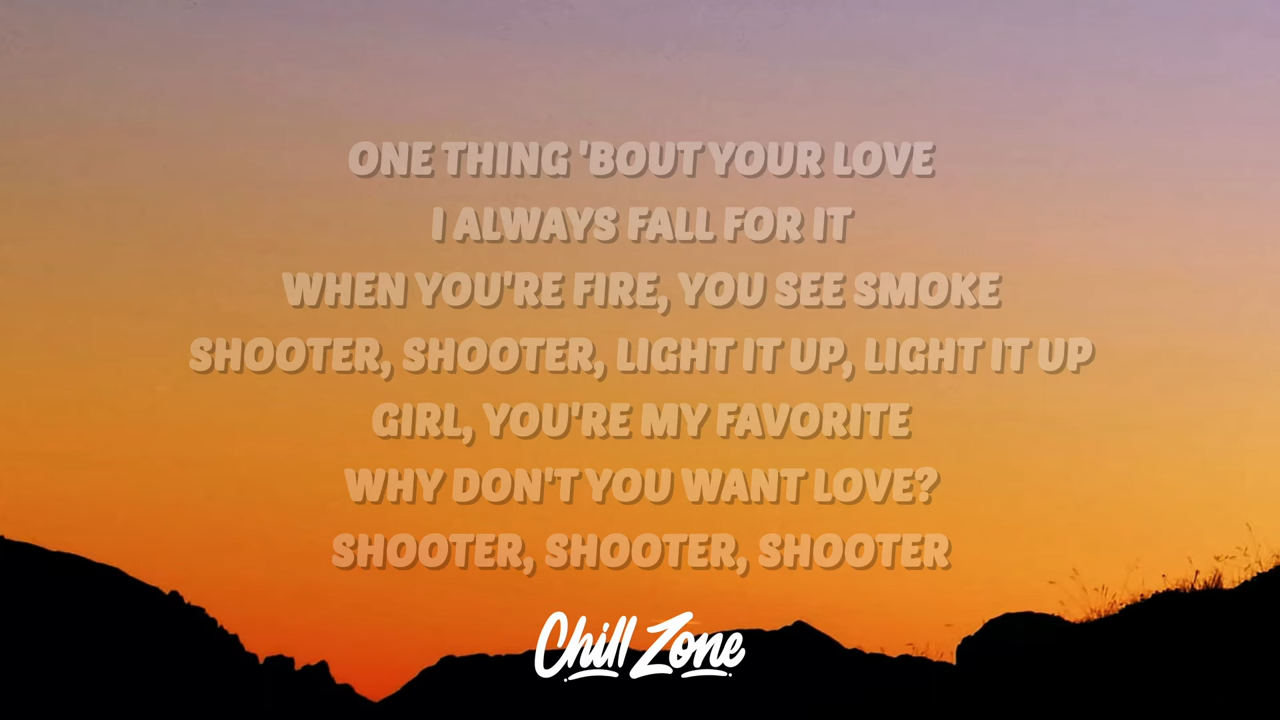 ONE THING 'BOUT YOUR LOVE
I ALWAYS FALL FOR IT
WHEN YOU'RE FIRE, YOU SEE SMOKE
SHOOTER, SHOOTER, LIGHT IT UP, LIGHT IT UP
GIRL, YOU'RE MY FAVORITE
WHY DON'T YOU WANT LOVE?
SHOOTER, SHOOTER, SHOOTER
Chill Zone